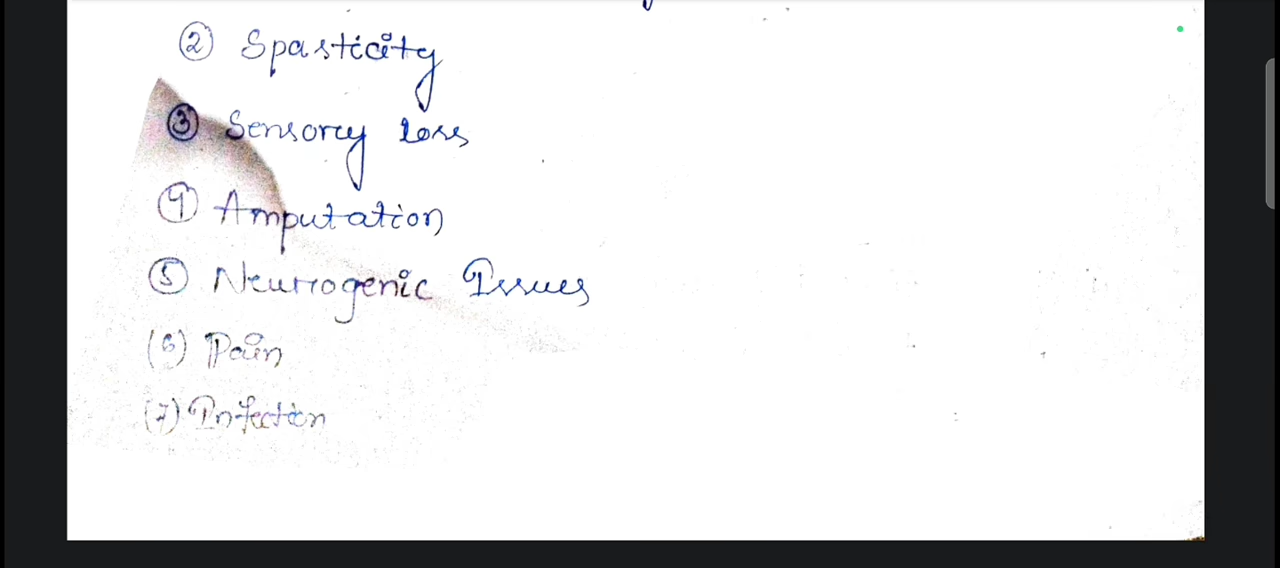 ② Spasticity
③ Sensory loss
④ Amputation
⑤ Neurogenic Issues
(6) Pain
(7) Infection